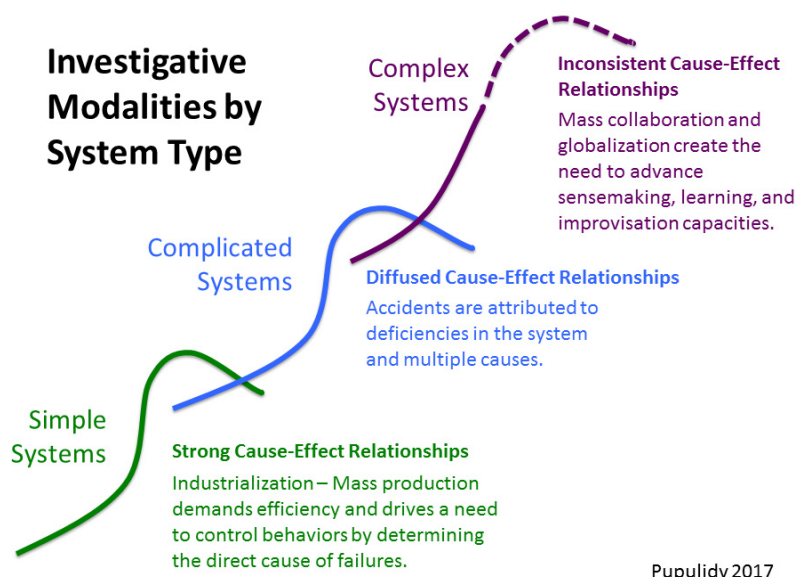 Investigative
Modalities by
System Type
Complex
Systems
Inconsistent Cause-Effect
Relationships
Mass collaboration and
globalization create the
need to advance
sensemaking, learning, and
improvisation capacities.
Complicated
Systems
Diffused Cause-Effect Relationships
Accidents are attributed to
deficiencies in the system
and multiple causes.
Simple
Systems
Strong Cause-Effect Relationships
Industrialization – Mass production
demands efficiency and drives a need
to control behaviors by determining
the direct cause of failures.
Pupulidy 2017